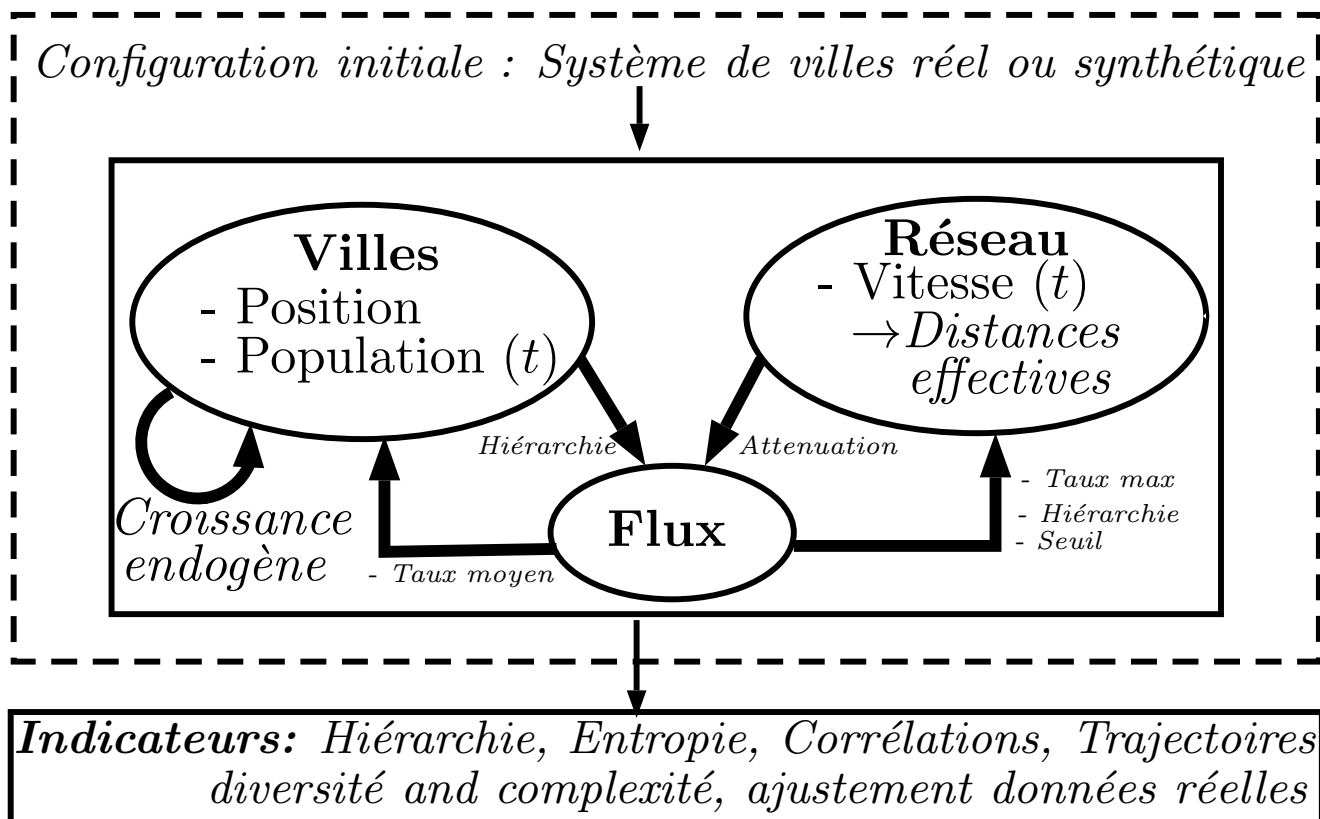 Configuration initiale : Système de villes réel ou synthétique
Villes
- Position
- Population (t)
Réseau
- Vitesse (t)
→Distances
effectives
Hiérarchie
Attenuation
Flux
Croissance
endogène
- Taux moyen
- Taux max
- Hiérarchie
- Seuil
Indicateurs: Hiérarchie, Entropie, Corrélations, Trajectoires
diversité and complexité, ajustement données réelles